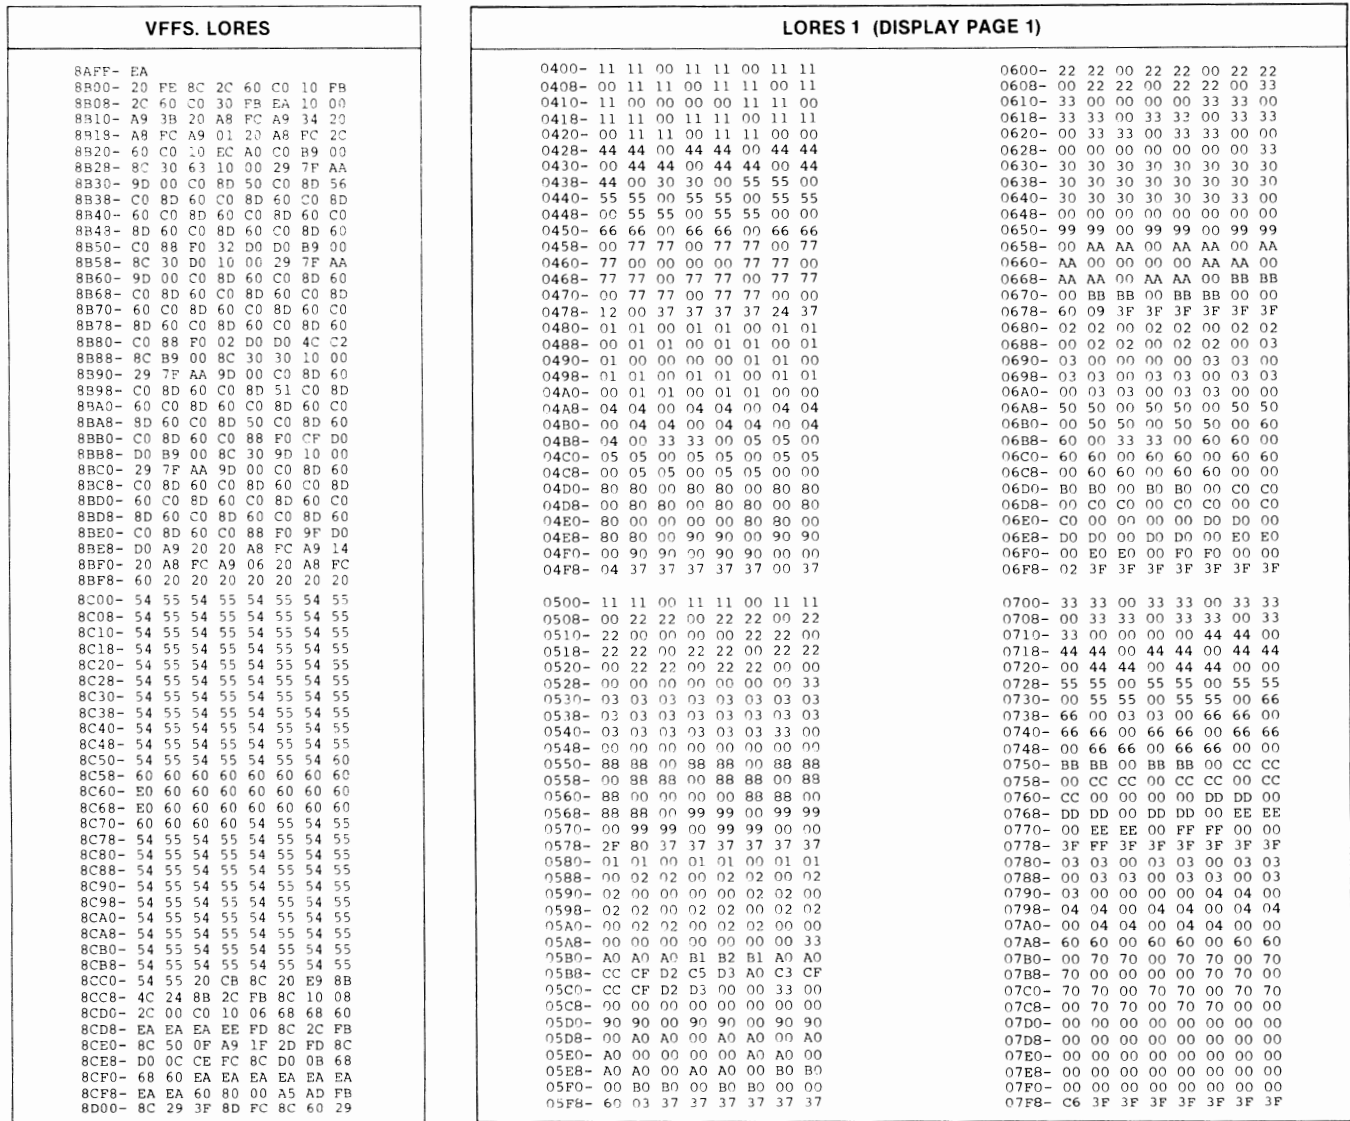 VFFS. LORES
8AFF- EA
8B00- 20 FE 8C 2C 60 C0 10 FB
8B08- 2C 60 C0 30 FB EA 10 00
8B10- A9 3B 20 A8 FC A9 34 20
8B18- A8 FC A9 01 20 A8 FC 2C
8B20- 60 C0 10 EC A0 C0 B9 00
8B28- 8C 30 63 10 00 29 7F AA
8B30- 9D 00 C0 8D 50 C0 8D 56
8B38- C0 8D 60 C0 8D 60 C0 8D
8B40- 60 C0 8D 60 C0 8D 60 C0
8B48- 8D 60 C0 8D 60 C0 8D 60
8B50- C0 88 F0 32 D0 D0 B9 00
8B58- 8C 30 D0 10 00 29 7F AA
8B60- 9D 00 C0 8D 60 C0 8D 60
8B68- C0 8D 60 C0 8D 60 C0 8D
8B70- 60 C0 8D 60 C0 8D 60 C0
8B78- 8D 60 C0 8D 60 C0 8D 60
8B80- C0 88 F0 02 D0 D0 4C C2
8B88- 8C B9 00 8C 30 30 10 00
8B90- 29 7F AA 9D 00 C0 8D 60
8B98- C0 8D 60 C0 8D 51 C0 8D
8BA0- 60 C0 8D 60 C0 8D 60 C0
8BA8- 8D 60 C0 8D 50 C0 8D 60
8BB0- C0 8D 60 C0 88 F0 CF D0
8BB8- D0 B9 00 8C 30 9D 10 00
8BC0- 29 7F AA 9D 00 C0 8D 60
8BC8- C0 8D 60 C0 8D 60 C0 8D
8BD0- 60 C0 8D 60 C0 8D 60 C0
8BD8- 8D 60 C0 8D 60 C0 8D 60
8BE0- C0 8D 60 C0 88 F0 9F D0
8BE8- D0 A9 20 20 A8 FC A9 14
8BF0- 20 A8 FC A9 06 20 A8 FC
8BF8- 60 20 20 20 20 20 20 20
8C00- 54 55 54 55 54 55 54 55
8C08- 54 55 54 55 54 55 54 55
8C10- 54 55 54 55 54 55 54 55
8C18- 54 55 54 55 54 55 54 55
8C20- 54 55 54 55 54 55 54 55
8C28- 54 55 54 55 54 55 54 55
8C30- 54 55 54 55 54 55 54 55
8C38- 54 55 54 55 54 55 54 55
8C40- 54 55 54 55 54 55 54 55
8C48- 54 55 54 55 54 55 54 55
8C50- 54 55 54 55 54 55 54 60
8C58- 60 60 60 60 60 60 60 60
8C60- E0 60 60 60 60 60 60 60
8C68- E0 60 60 60 60 60 60 60
8C70- 60 60 60 60 54 55 54 55
8C78- 54 55 54 55 54 55 54 55
8C80- 54 55 54 55 54 55 54 55
8C88- 54 55 54 55 54 55 54 55
8C90- 54 55 54 55 54 55 54 55
8C98- 54 55 54 55 54 55 54 55
8CA0- 54 55 54 55 54 55 54 55
8CA8- 54 55 54 55 54 55 54 55
8CB0- 54 55 54 55 54 55 54 55
8CB8- 54 55 54 55 54 55 54 55
8CC0- 54 55 20 CB 8C 20 E9 8B
8CC8- 4C 24 8B 2C FB 8C 10 08
8CD0- 2C 00 C0 10 06 68 68 60
8CD8- EA EA EA EE FD 8C 2C FB
8CE0- 8C 50 0F A9 1F 2D FD 8C
8CE8- D0 0C CE FC 8C D0 0B 68
8CF0- 68 60 EA EA EA EA EA EA
8CF8- EA EA 60 80 00 A5 AD FB
8D00- 8C 29 3F 8D FC 8C 60 29
LORES 1 (DISPLAY PAGE 1)
0400- 11 11 00 11 11 00 11 11
0408- 00 11 11 00 11 11 00 11
0410- 11 00 00 00 00 11 11 00
0418- 11 11 00 11 11 00 11 11
0420- 00 11 11 00 11 11 00 00
0428- 44 44 00 44 44 00 44 44
0430- 00 44 44 00 44 44 00 44
0438- 44 00 30 30 00 55 55 00
0440- 55 55 00 55 55 00 55 55
0448- 00 55 55 00 55 55 00 00
0450- 66 66 00 66 66 00 66 66
0458- 00 77 77 00 77 77 00 77
0460- 77 00 00 00 00 77 77 00
0468- 77 77 00 77 77 00 77 77
0470- 00 77 77 00 77 77 00 00
0478- 12 00 37 37 37 37 24 37
0480- 01 01 00 01 01 00 01 01
0488- 00 01 01 00 01 01 00 01
0490- 01 00 00 00 00 01 01 00
0498- 01 01 00 01 01 00 01 01
04A0- 00 01 01 00 01 01 00 00
04A8- 04 04 00 04 04 00 04 04
04B0- 00 04 04 00 04 04 00 04
04B8- 04 00 33 33 00 05 05 00
04C0- 05 05 00 05 05 00 05 05
04C8- 00 05 05 00 05 05 00 00
04D0- 80 80 00 80 80 00 80 80
04D8- 00 80 80 00 80 80 00 80
04E0- 80 00 00 00 00 80 80 00
04E8- 80 80 00 90 90 00 90 90
04F0- 00 90 90 00 90 90 00 00
04F8- 04 37 37 37 37 37 00 37
0500- 11 11 00 11 11 00 11 11
0508- 00 22 22 00 22 22 00 22
0510- 22 00 00 00 00 22 22 00
0518- 22 22 00 22 22 00 22 22
0520- 00 22 22 00 22 22 00 00
0528- 00 00 00 00 00 00 00 33
0530- 03 03 03 03 03 03 03 03
0538- 03 03 03 03 03 03 03 03
0540- 03 03 03 03 03 03 33 00
0548- 00 00 00 00 00 00 00 00
0550- 88 88 00 88 88 00 88 88
0558- 00 88 88 00 88 88 00 88
0560- 88 00 00 00 00 88 88 00
0568- 88 88 00 99 99 00 99 99
0570- 00 99 99 00 99 99 00 00
0578- 2F 80 37 37 37 37 37 37
0580- 01 01 00 01 01 00 01 01
0588- 00 02 02 00 02 02 00 02
0590- 02 00 00 00 00 02 02 00
0598- 02 02 00 02 02 00 02 02
05A0- 00 02 02 00 02 02 00 00
05A8- 00 00 00 00 00 00 00 33
05B0- A0 A0 A0 B1 B2 B1 A0 A0
05B8- CC CF D2 C5 D3 A0 C3 CF
05C0- CC CF D2 D3 00 00 33 00
05C8- 00 00 00 00 00 00 00 00
05D0- 90 90 00 90 90 00 90 90
05D8- 00 A0 A0 00 A0 A0 00 A0
05E0- A0 00 00 00 00 A0 A0 00
05E8- A0 A0 00 A0 A0 00 B0 B0
05F0- 00 B0 B0 00 B0 B0 00 00
05F8- 60 03 37 37 37 37 37 37
0600- 22 22 00 22 22 00 22 22
0608- 00 22 22 00 22 22 00 33
0610- 33 00 00 00 00 33 33 00
0618- 33 33 00 33 33 00 33 33
0620- 00 33 33 00 33 33 00 00
0628- 00 00 00 00 00 00 00 33
0630- 30 30 30 30 30 30 30 30
0638- 30 30 30 30 30 30 30 30
0640- 30 30 30 30 30 30 33 00
0648- 00 00 00 00 00 00 00 00
0650- 99 99 00 99 99 00 99 99
0658- 00 AA AA 00 AA AA 00 AA
0660- AA 00 00 00 00 AA AA 00
0668- AA AA 00 AA AA 00 BB BB
0670- 00 BB BB 00 BB BB 00 00
0678- 60 09 3F 3F 3F 3F 3F 3F
0680- 02 02 00 02 02 00 02 02
0688- 00 02 02 00 02 02 00 03
0690- 03 00 00 00 00 03 03 00
0698- 03 03 00 03 03 00 03 03
06A0- 00 03 03 00 03 03 00 00
06A8- 50 50 00 50 50 00 50 50
06B0- 00 50 50 00 50 50 00 60
06B8- 60 00 33 33 00 60 60 00
06C0- 60 60 00 60 60 00 60 60
06C8- 00 60 60 00 60 60 00 00
06D0- B0 B0 00 B0 B0 00 C0 C0
06D8- 00 C0 C0 00 C0 C0 00 C0
06E0- C0 00 00 00 00 D0 D0 00
06E8- D0 D0 00 D0 D0 00 E0 E0
06F0- 00 E0 E0 00 F0 F0 00 00
06F8- 02 3F 3F 3F 3F 3F 3F 3F
0700- 33 33 00 33 33 00 33 33
0708- 00 33 33 00 33 33 00 33
0710- 33 00 00 00 00 44 44 00
0718- 44 44 00 44 44 00 44 44
0720- 00 44 44 00 44 44 00 00
0728- 55 55 00 55 55 00 55 55
0730- 00 55 55 00 55 55 00 66
0738- 66 00 03 03 00 66 66 00
0740- 66 66 00 66 66 00 66 66
0748- 00 66 66 00 66 66 00 00
0750- BB BB 00 BB BB 00 CC CC
0758- 00 CC CC 00 CC CC 00 CC
0760- CC 00 00 00 00 DD DD 00
0768- DD DD 00 DD DD 00 EE EE
0770- 00 EE EE 00 FF FF 00 00
0778- 3F FF 3F 3F 3F 3F 3F 3F
0780- 03 03 00 03 03 00 03 03
0788- 00 03 03 00 03 03 00 03
0790- 03 00 00 00 00 04 04 00
0798- 04 04 00 04 04 00 04 04
07A0- 00 04 04 00 04 04 00 00
07A8- 60 60 00 60 60 00 60 60
07B0- 00 70 70 00 70 70 00 70
07B8- 70 00 00 00 00 70 70 00
07C0- 70 70 00 70 70 00 70 70
07C8- 00 70 70 00 70 70 00 00
07D0- 00 00 00 00 00 00 00 00
07D8- 00 00 00 00 00 00 00 00
07E0- 00 00 00 00 00 00 00 00
07E8- 00 00 00 00 00 00 00 00
07F0- 00 00 00 00 00 00 00 00
07F8- C6 3F 3F 3F 3F 3F 3F 3F